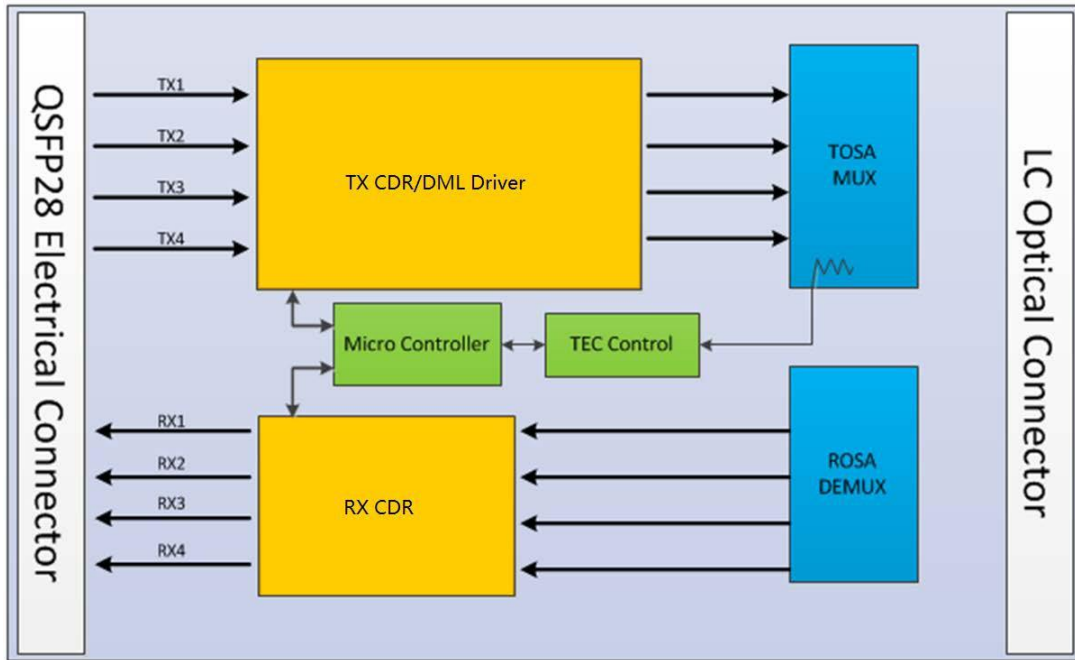 QSFP28 Electrical Connector
TX1
TX2
TX3
TX4
TX CDR/DML Driver
TOSA
MUX
LC Optical Connector
Micro Controller
TEC Control
RX1
RX2
RX3
RX4
RX CDR
ROSA
DEMUX